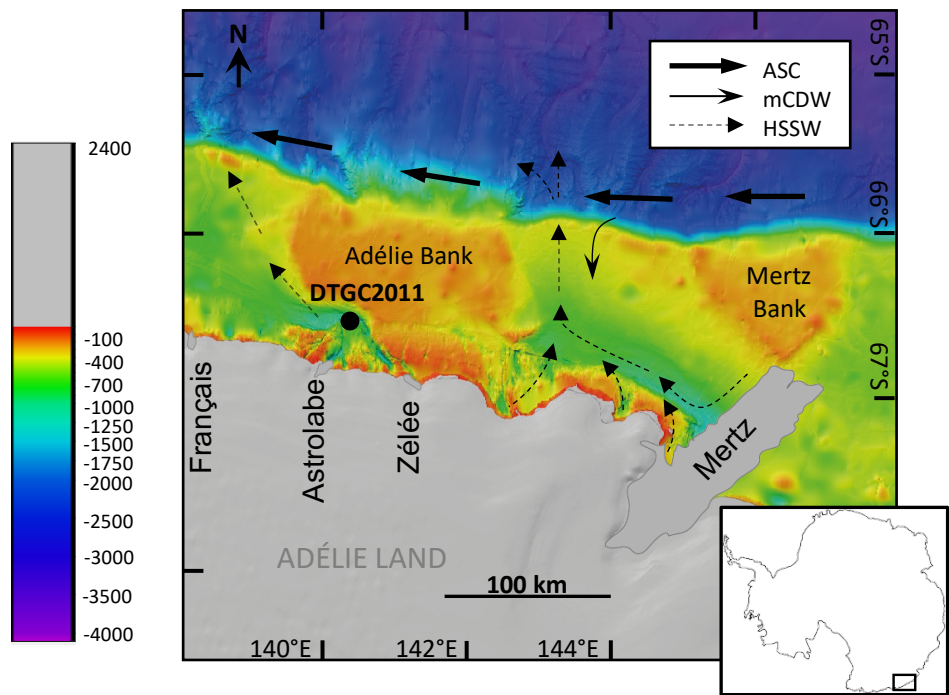 N
ASC
mCDW
HSSW
65°S
66°S
67°S
2400
-100
-400
-700
-1000
-1250
-1500
-1750
-2000
-2500
-3000
-3500
-4000
Adélie Bank
DTGC2011
Mertz
Bank
Français
Astrolabe
Zélée
Mertz
ADÉLIE LAND
100 km
140°E
142°E
144°E